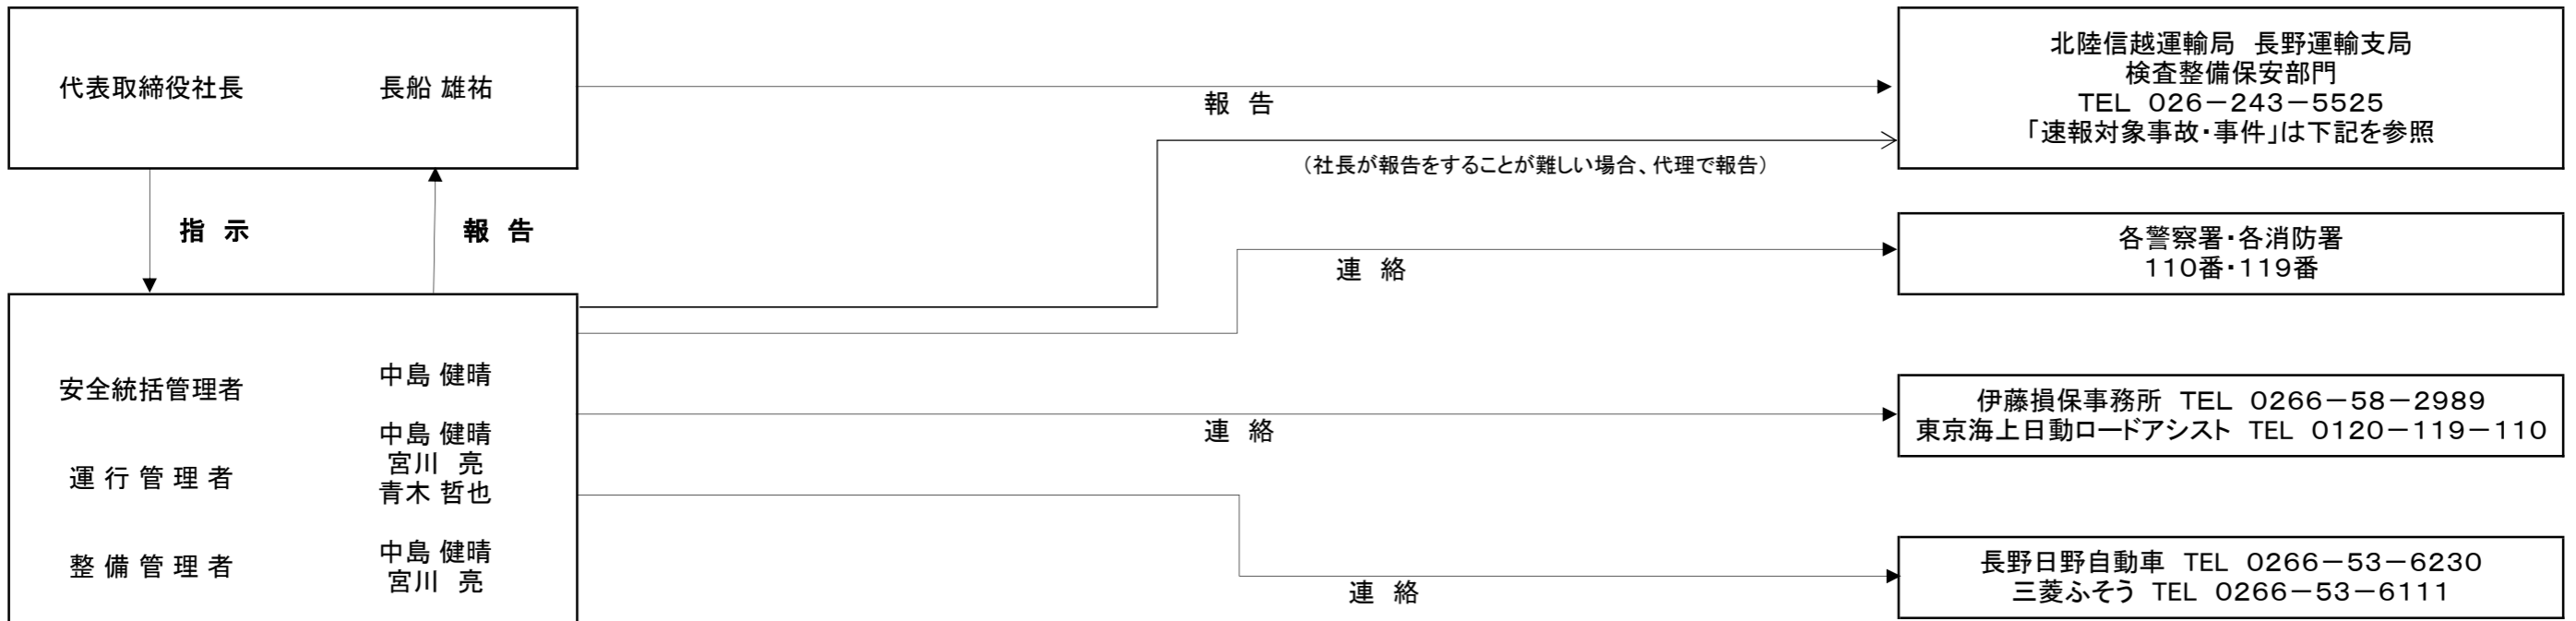 代表取締役社長　長船 雄祐
報 告
北陸信越運輸局　長野運輸支局
検査整備保安部門
TEL　026－243－5525
「速報対象事故・事件」は下記を参照
（社長が報告をすることが難しい場合、代理で報告）
指 示
報 告
連 絡
各警察署・各消防署
110番・119番
安全統括管理者　中島 健晴
運 行 管 理 者　中島 健晴
宮川　亮
青木 哲也
整 備 管 理 者　中島 健晴
宮川　亮
連 絡
伊藤損保事務所　TEL　0266－58－2989
東京海上日動ロードアシスト　TEL　0120－119－110
連 絡
長野日野自動車　TEL　0266－53－6230
三菱ふそう　TEL　0266－53－6111